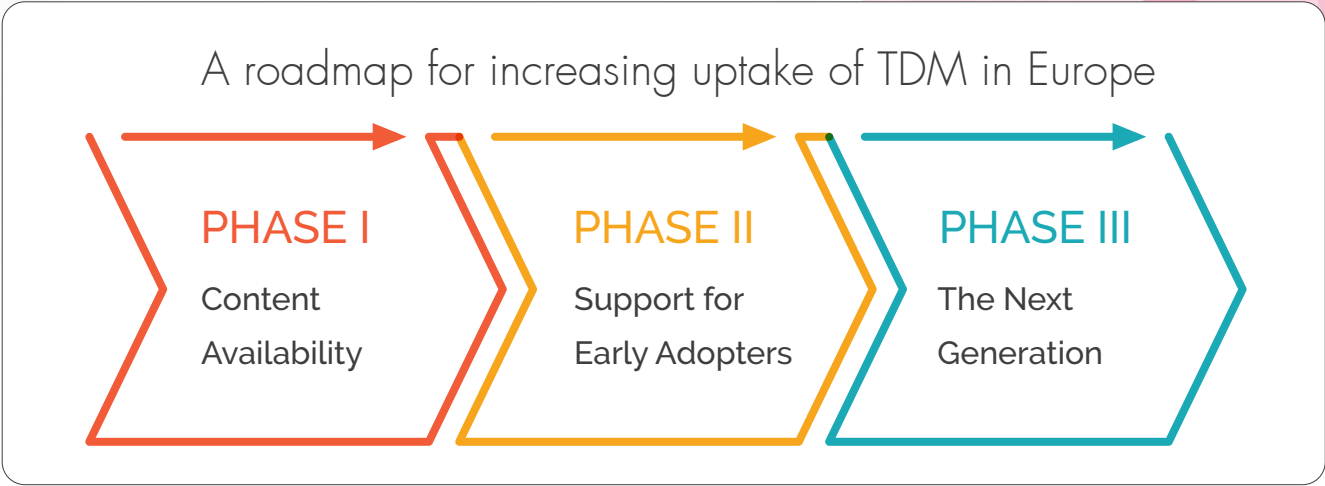 A roadmap for increasing uptake of TDM in Europe
PHASE I
Content
Availability
PHASE II
Support for
Early Adopters
PHASE III
The Next
Generation